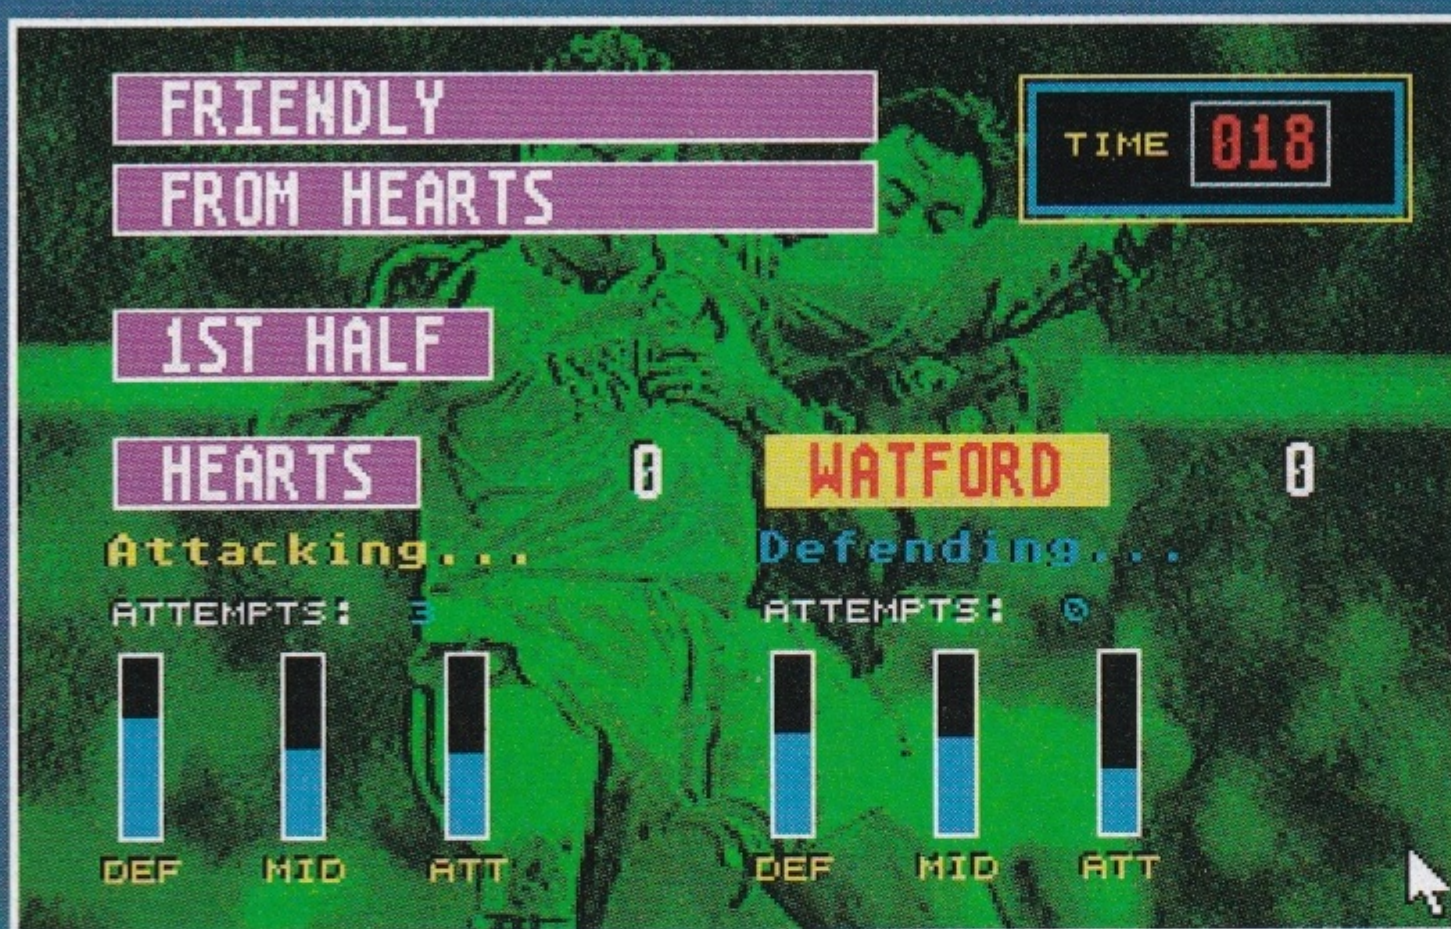 FRIENDLY
TIME 018
FROM HEARTS
1ST HALF
HEARTS 0 WATFORD 0
Attacking... Defending...
ATTEMPTS: 3 ATTEMPTS: 0
DEF MID ATT DEF MID ATT